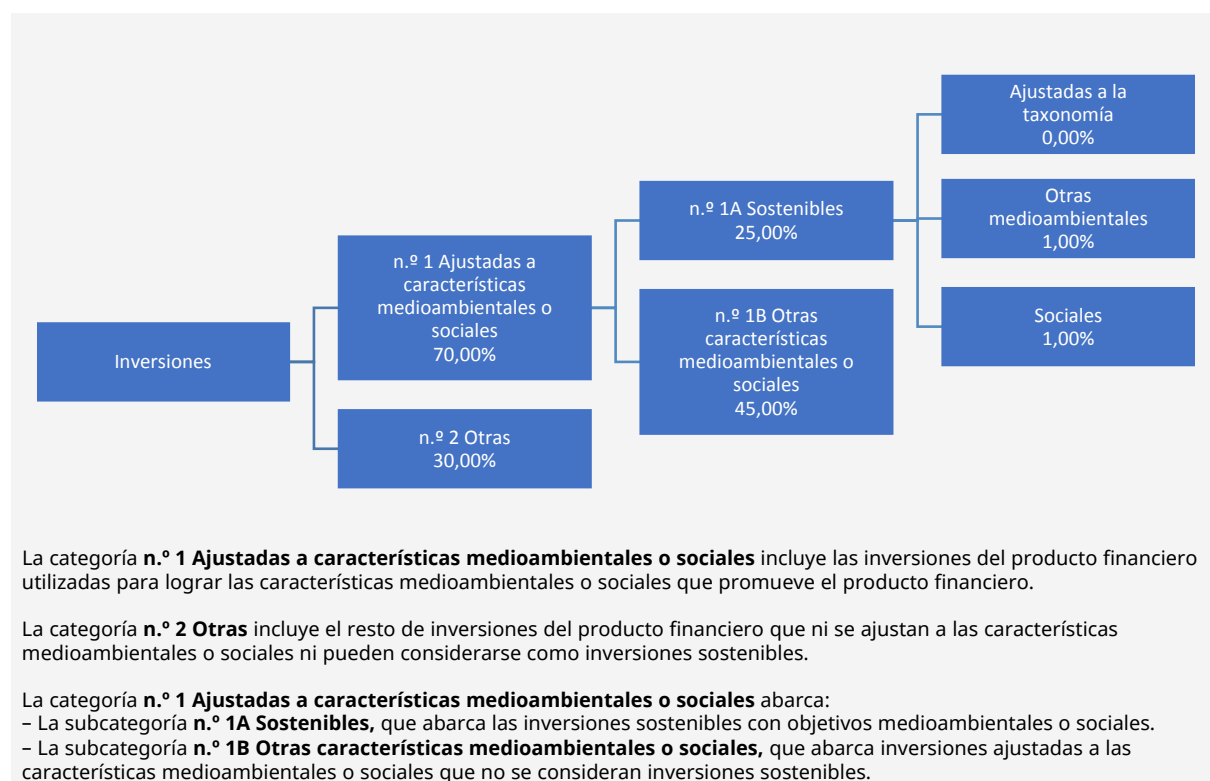 Inversiones
n.º 1 Ajustadas a
características
medioambientales o
sociales
70,00%
n.º 2 Otras
30,00%
n.º 1A Sostenibles
25,00%
n.º 1B Otras
características
medioambientales o
sociales
45,00%
Ajustadas a la
taxonomía
0,00%
Otras
medioambientales
1,00%
Sociales
1,00%
La categoría n.º 1 Ajustadas a características medioambientales o sociales incluye las inversiones del producto financiero
utilizadas para lograr las características medioambientales o sociales que promueve el producto financiero.
La categoría n.º 2 Otras incluye el resto de inversiones del producto financiero que ni se ajustan a las características
medioambientales o sociales ni pueden considerarse como inversiones sostenibles.
La categoría n.º 1 Ajustadas a características medioambientales o sociales abarca:
– La subcategoría n.º 1A Sostenibles, que abarca las inversiones sostenibles con objetivos medioambientales o sociales.
– La subcategoría n.º 1B Otras características medioambientales o sociales, que abarca inversiones ajustadas a las
características medioambientales o sociales que no se consideran inversiones sostenibles.